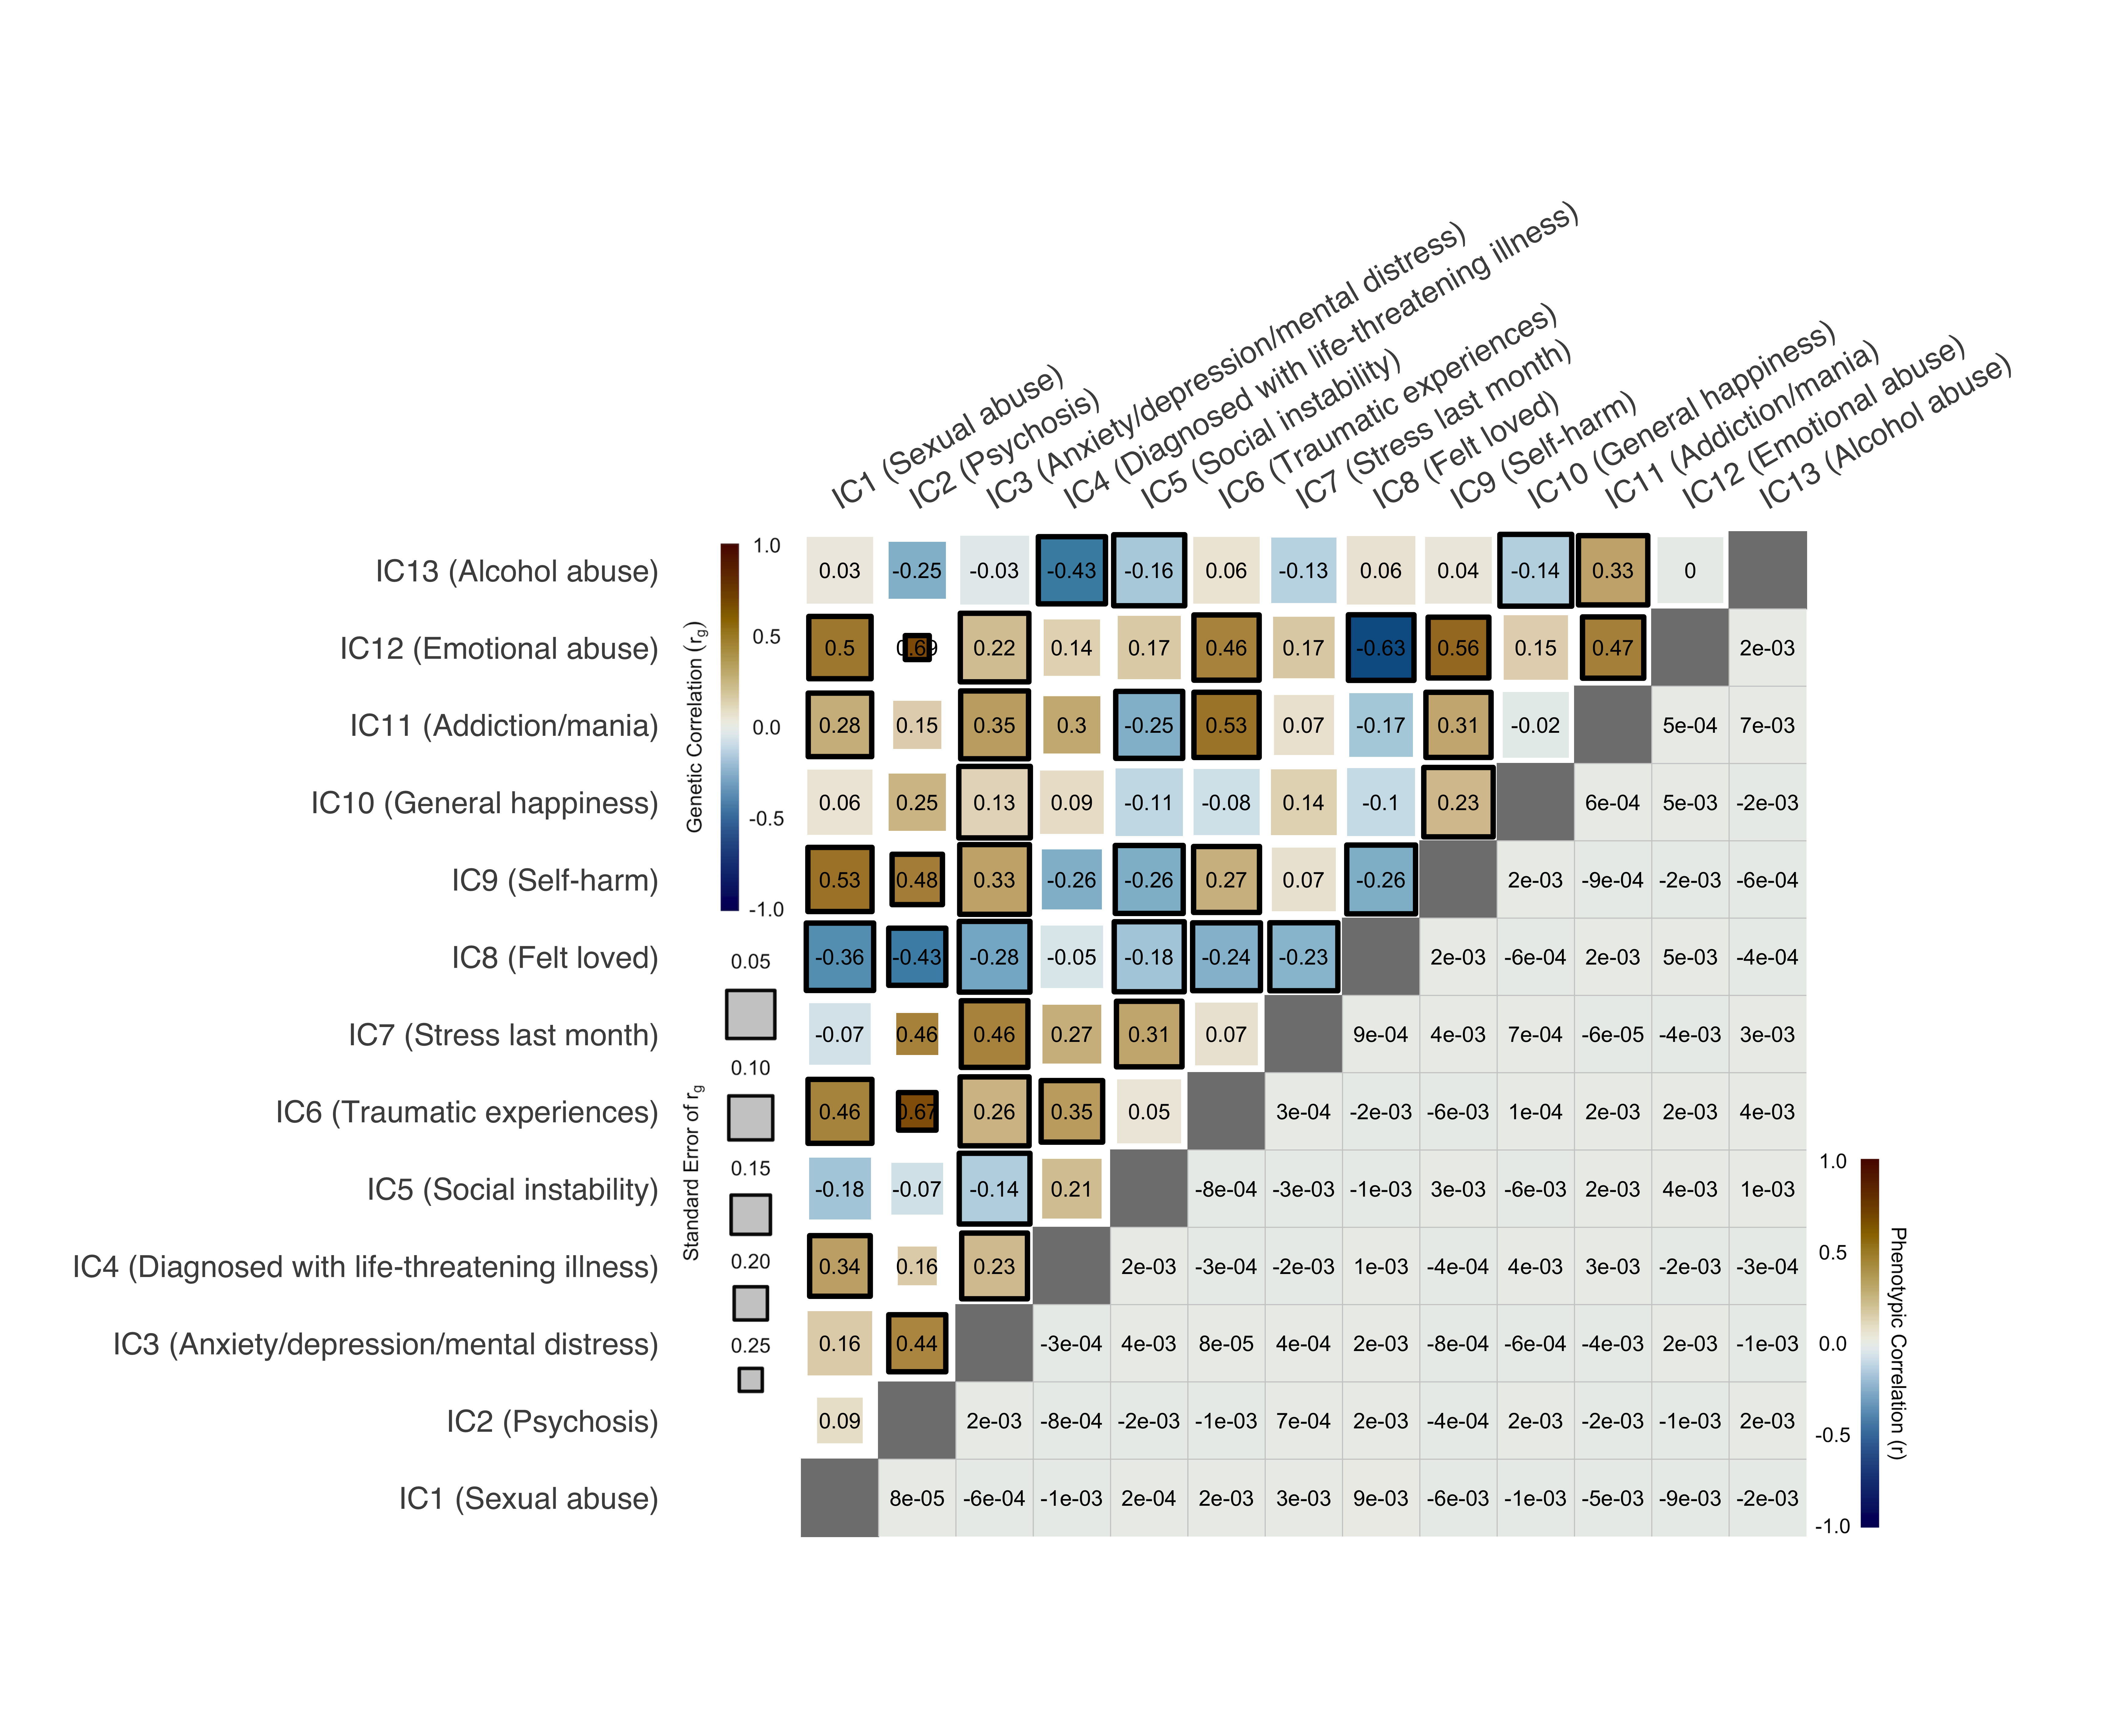 IC1 (Sexual abuse)
IC2 (Psychosis)
IC3 (Anxiety/depression/mental distress)
IC4 (Diagnosed with life-threatening illness)
IC5 (Social instability)
IC6 (Traumatic experiences)
IC7 (Stress last month)
IC8 (Felt loved)
IC9 (Self-harm)
IC10 (General happiness)
IC11 (Addiction/mania)
IC12 (Emotional abuse)
IC13 (Alcohol abuse)
IC13 (Alcohol abuse) 0.03 -0.25 -0.03 -0.43 -0.16 0.06 -0.13 0.06 0.04 -0.14 0.33 0
IC12 (Emotional abuse) 0.5 0.69 0.22 0.14 0.17 0.46 0.17 -0.63 0.56 0.15 0.47 2e-03
IC11 (Addiction/mania) 0.28 0.15 0.35 0.3 -0.25 0.53 0.07 -0.17 0.31 -0.02 5e-04 7e-03
IC10 (General happiness) 0.06 0.25 0.13 0.09 -0.11 -0.08 0.14 -0.1 0.23 6e-04 5e-03 -2e-03
IC9 (Self-harm) 0.53 0.48 0.33 -0.26 -0.26 0.27 0.07 -0.26 2e-03 -9e-04 -2e-03 -6e-04
IC8 (Felt loved) -0.36 -0.43 -0.28 -0.05 -0.18 -0.24 -0.23 2e-03 -6e-04 2e-03 5e-03 -4e-04
IC7 (Stress last month) -0.07 0.46 0.46 0.27 0.31 0.07 9e-04 4e-03 7e-04 -6e-05 -4e-03 3e-03
IC6 (Traumatic experiences) 0.46 0.67 0.26 0.35 0.05 3e-04 -2e-03 -6e-03 1e-04 2e-03 2e-03 4e-03
IC5 (Social instability) -0.18 -0.07 -0.14 0.21 -8e-04 -3e-03 -1e-03 3e-03 -6e-03 2e-03 4e-03 1e-03
IC4 (Diagnosed with life-threatening illness) 0.34 0.16 0.23 2e-03 -3e-04 -2e-03 1e-03 -4e-04 4e-03 3e-03 -2e-03 -3e-04
IC3 (Anxiety/depression/mental distress) 0.16 0.44 -3e-04 4e-03 8e-05 4e-04 2e-03 -8e-04 -6e-04 -4e-03 2e-03 -1e-03
IC2 (Psychosis) 0.09 2e-03 -8e-04 -2e-03 -1e-03 7e-04 2e-03 -4e-04 2e-03 -2e-03 -1e-03 2e-03
IC1 (Sexual abuse) 8e-05 -6e-04 -1e-03 2e-04 2e-03 3e-03 9e-03 -6e-03 -1e-03 -5e-03 -9e-03 -2e-03
Genetic Correlation (rg)
1.0
0.5
0.0
-0.5
-1.0
Standard Error of rg
0.05
0.10
0.15
0.20
0.25
Phenotypic Correlation (r)
1.0
0.5
0.0
-0.5
-1.0